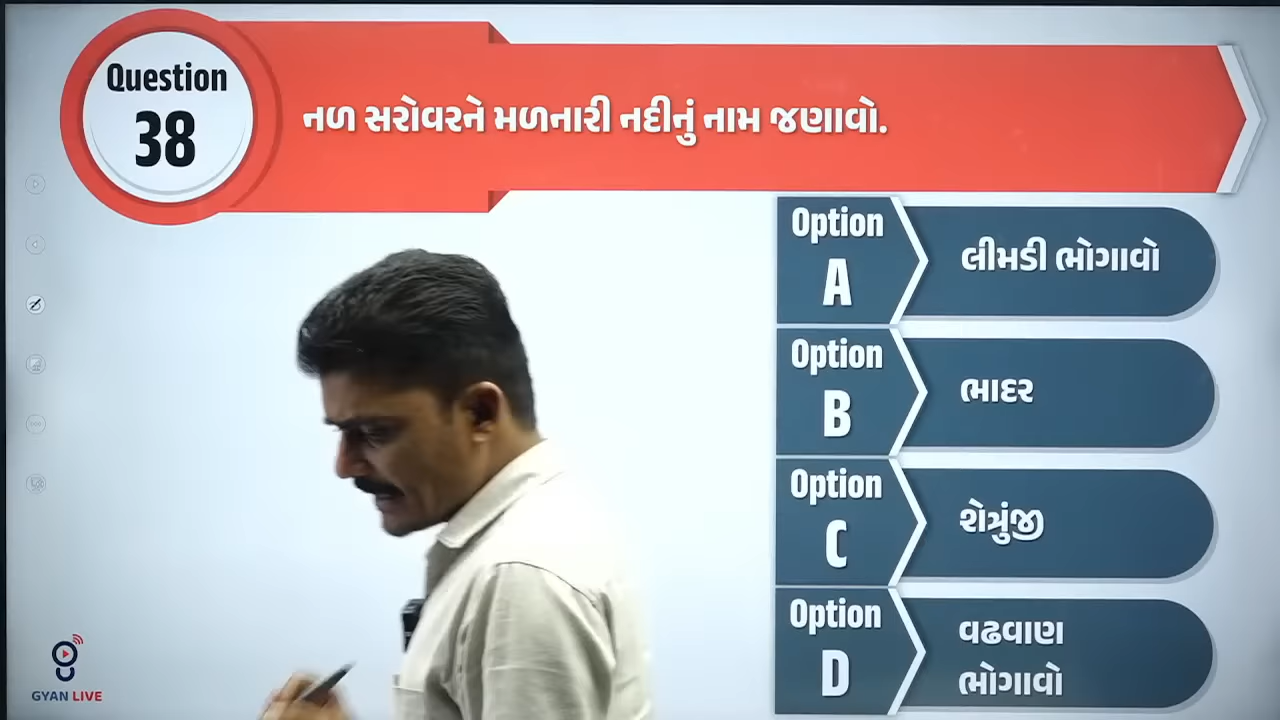 Question
38
નળ સરોવરને મળનારી નદીનું નામ જણાવો.
Option
A
લીમડી ભોગાવો
Option
B
ભાદર
Option
C
શેત્રુંજી
Option
D
વઢવાણ
ભોગાવો
GYAN LIVE